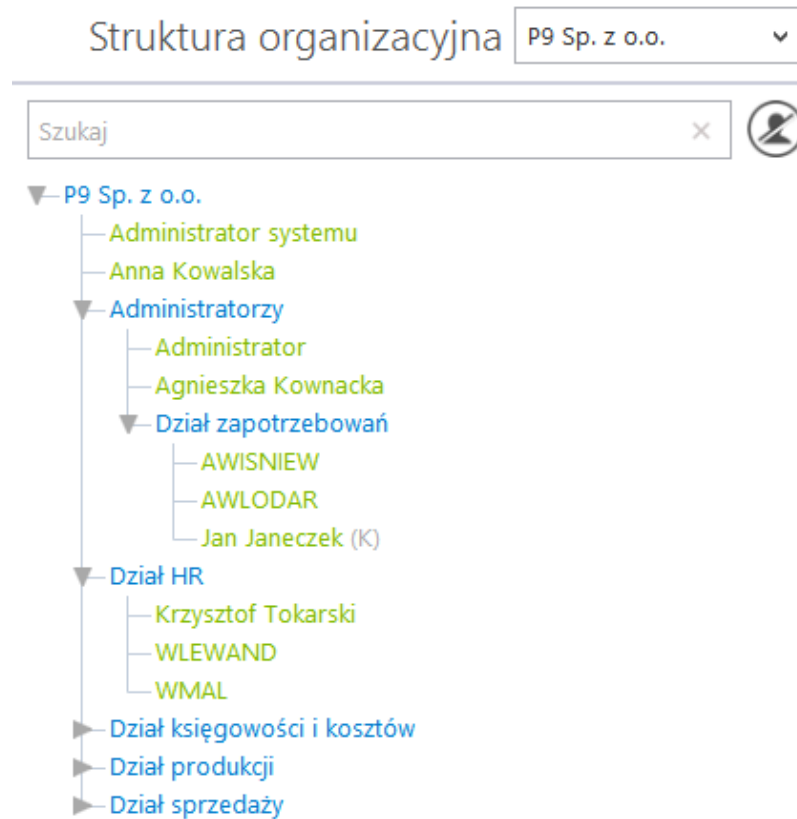 Struktura organizacyjna P9 Sp. z o.o.
Szukaj
P9 Sp. z o.o.
Administrator systemu
Anna Kowalska
Administratorzy
Administrator
Agnieszka Kownacka
Dział zapotrzebowań
AWISNIEW
AWLODAR
Jan Janeczek (K)
Dział HR
Krzysztof Tokarski
WLEWAND
WMAL
Dział księgowości i kosztów
Dział produkcji
Dział sprzedaży